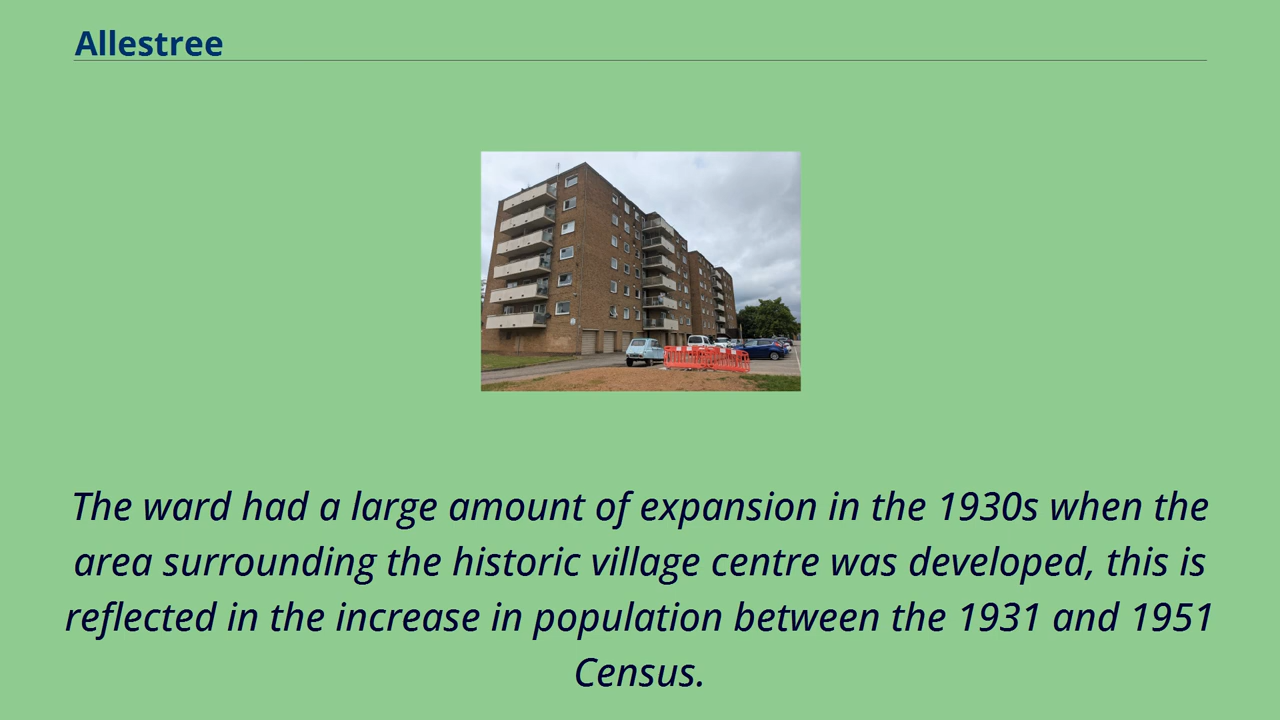 Allestree
The ward had a large amount of expansion in the 1930s when the
area surrounding the historic village centre was developed, this is
reflected in the increase in population between the 1931 and 1951
Census.